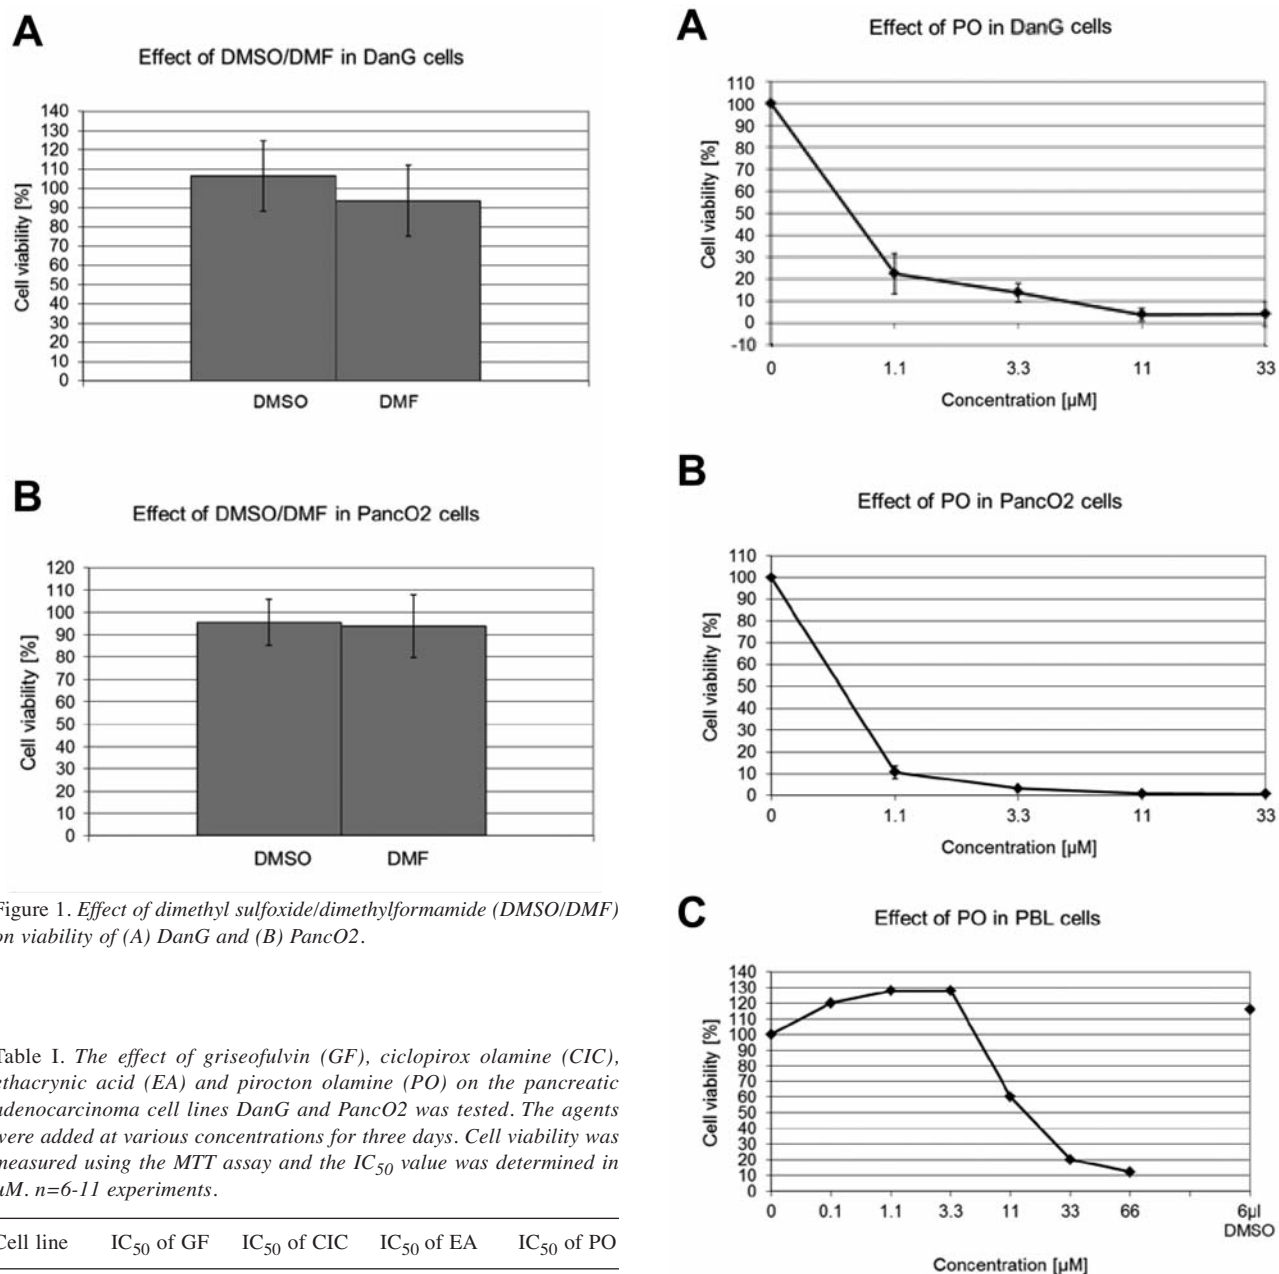 A
Effect of DMSO/DMF in DanG cells
Cell viability [%]
140
130
120
110
100
90
80
70
60
50
40
30
20
10
0
DMSO DMF
B
Effect of DMSO/DMF in PancO2 cells
Cell viability [%]
120
110
100
90
80
70
60
50
40
30
20
10
0
DMSO DMF
Figure 1. Effect of dimethyl sulfoxide/dimethylformamide (DMSO/DMF)
on viability of (A) DanG and (B) PancO2.
Table I. The effect of griseofulvin (GF), ciclopirox olamine (CIC),
ethacrynic acid (EA) and pirocton olamine (PO) on the pancreatic
adenocarcinoma cell lines DanG and PancO2 was tested. The agents
were added at various concentrations for three days. Cell viability was
measured using the MTT assay and the IC50 value was determined in
µM. n=6-11 experiments.
Cell line IC50 of GF IC50 of CIC IC50 of EA IC50 of PO
A
Effect of PO in DanG cells
Cell viability [%]
110
100
90
80
70
60
50
40
30
20
10
0
-10
0 1.1 3.3 11 33
Concentration [µM]
B
Effect of PO in PancO2 cells
Cell viability [%]
110
100
90
80
70
60
50
40
30
20
10
0
0 1.1 3.3 11 33
Concentration [µM]
C
Effect of PO in PBL cells
Cell viability [%]
140
130
120
110
100
90
80
70
60
50
40
30
20
10
0
0 0.1 1.1 3.3 11 33 66 6µl
DMSO
Concentration [µM]